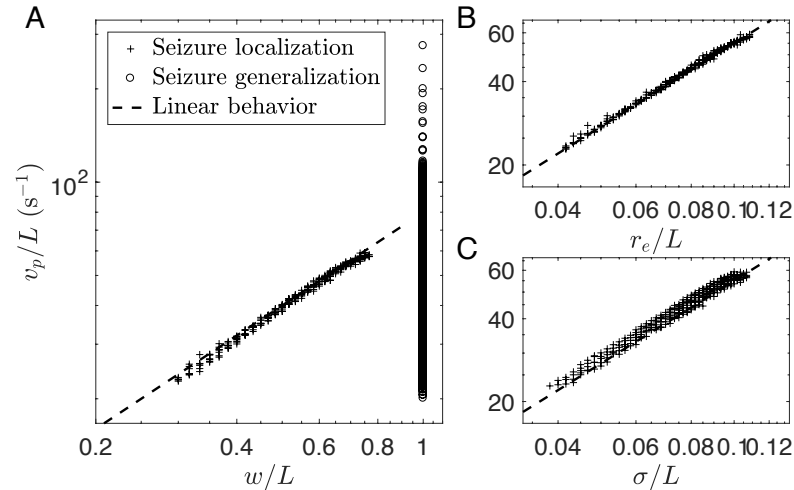 A
+ Seizure localization
o Seizure generalization
-- Linear behavior
v_p/L (s^{-1})
10^2
0.2 0.4 0.6 0.8 1
w/L
B
60
40
20
0.04 0.06 0.08 0.1 0.12
r_e/L
C
60
40
20
0.04 0.06 0.08 0.1 0.12
σ/L